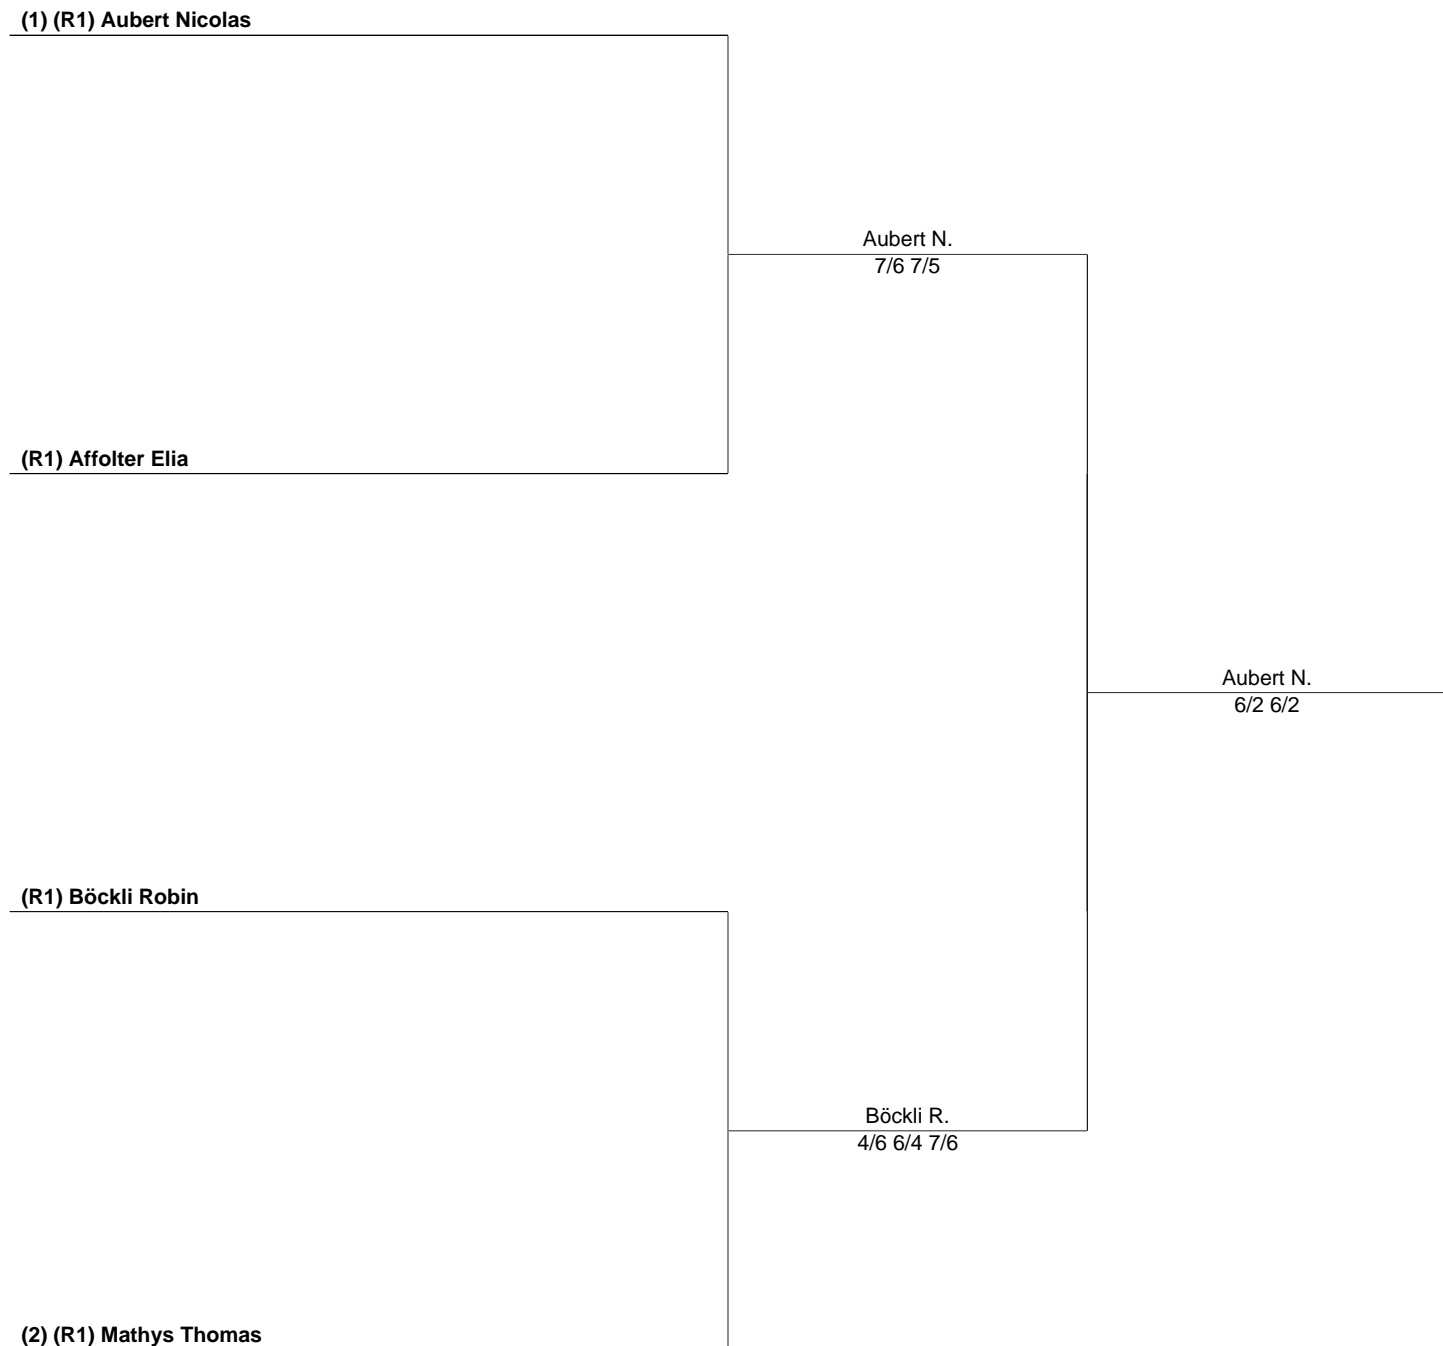 (1) (R1) Aubert Nicolas
Aubert N.
7/6 7/5
(R1) Affolter Elia
Aubert N.
6/2 6/2
(R1) Böckli Robin
Böckli R.
4/6 6/4 7/6
(2) (R1) Mathys Thomas